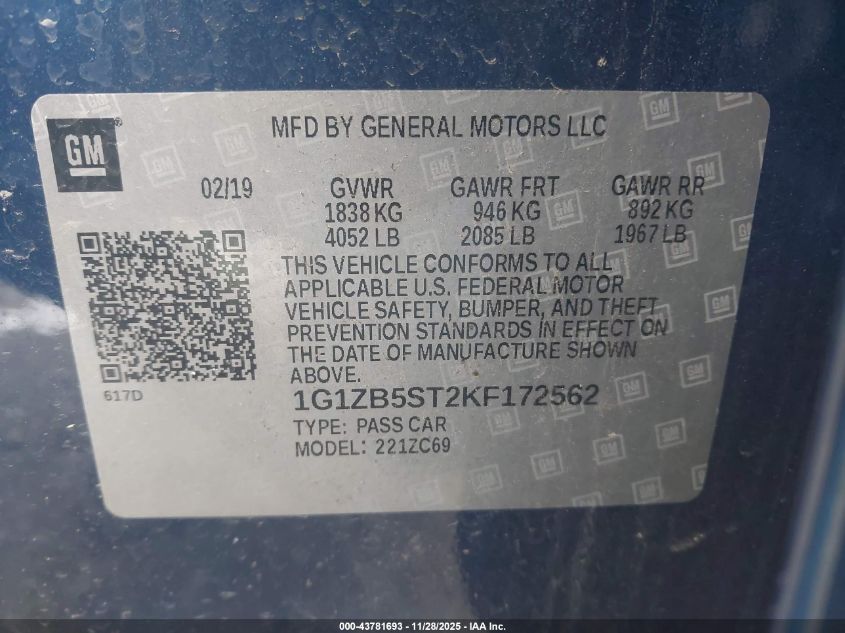 GM
MFD BY GENERAL MOTORS LLC
02/19 GVWR GAWR FRT GAWR RR
1838 KG 946 KG 892 KG
4052 LB 2085 LB 1967 LB
THIS VEHICLE CONFORMS TO ALL
APPLICABLE U.S. FEDERAL MOTOR
VEHICLE SAFETY, BUMPER, AND THEFT
PREVENTION STANDARDS IN EFFECT ON
THE DATE OF MANUFACTURE SHOWN
ABOVE.
617D
1G1ZB5ST2KF172562
TYPE: PASS CAR
MODEL: 221ZC69
000-43781693 - 11/28/2025 - IAA Inc.